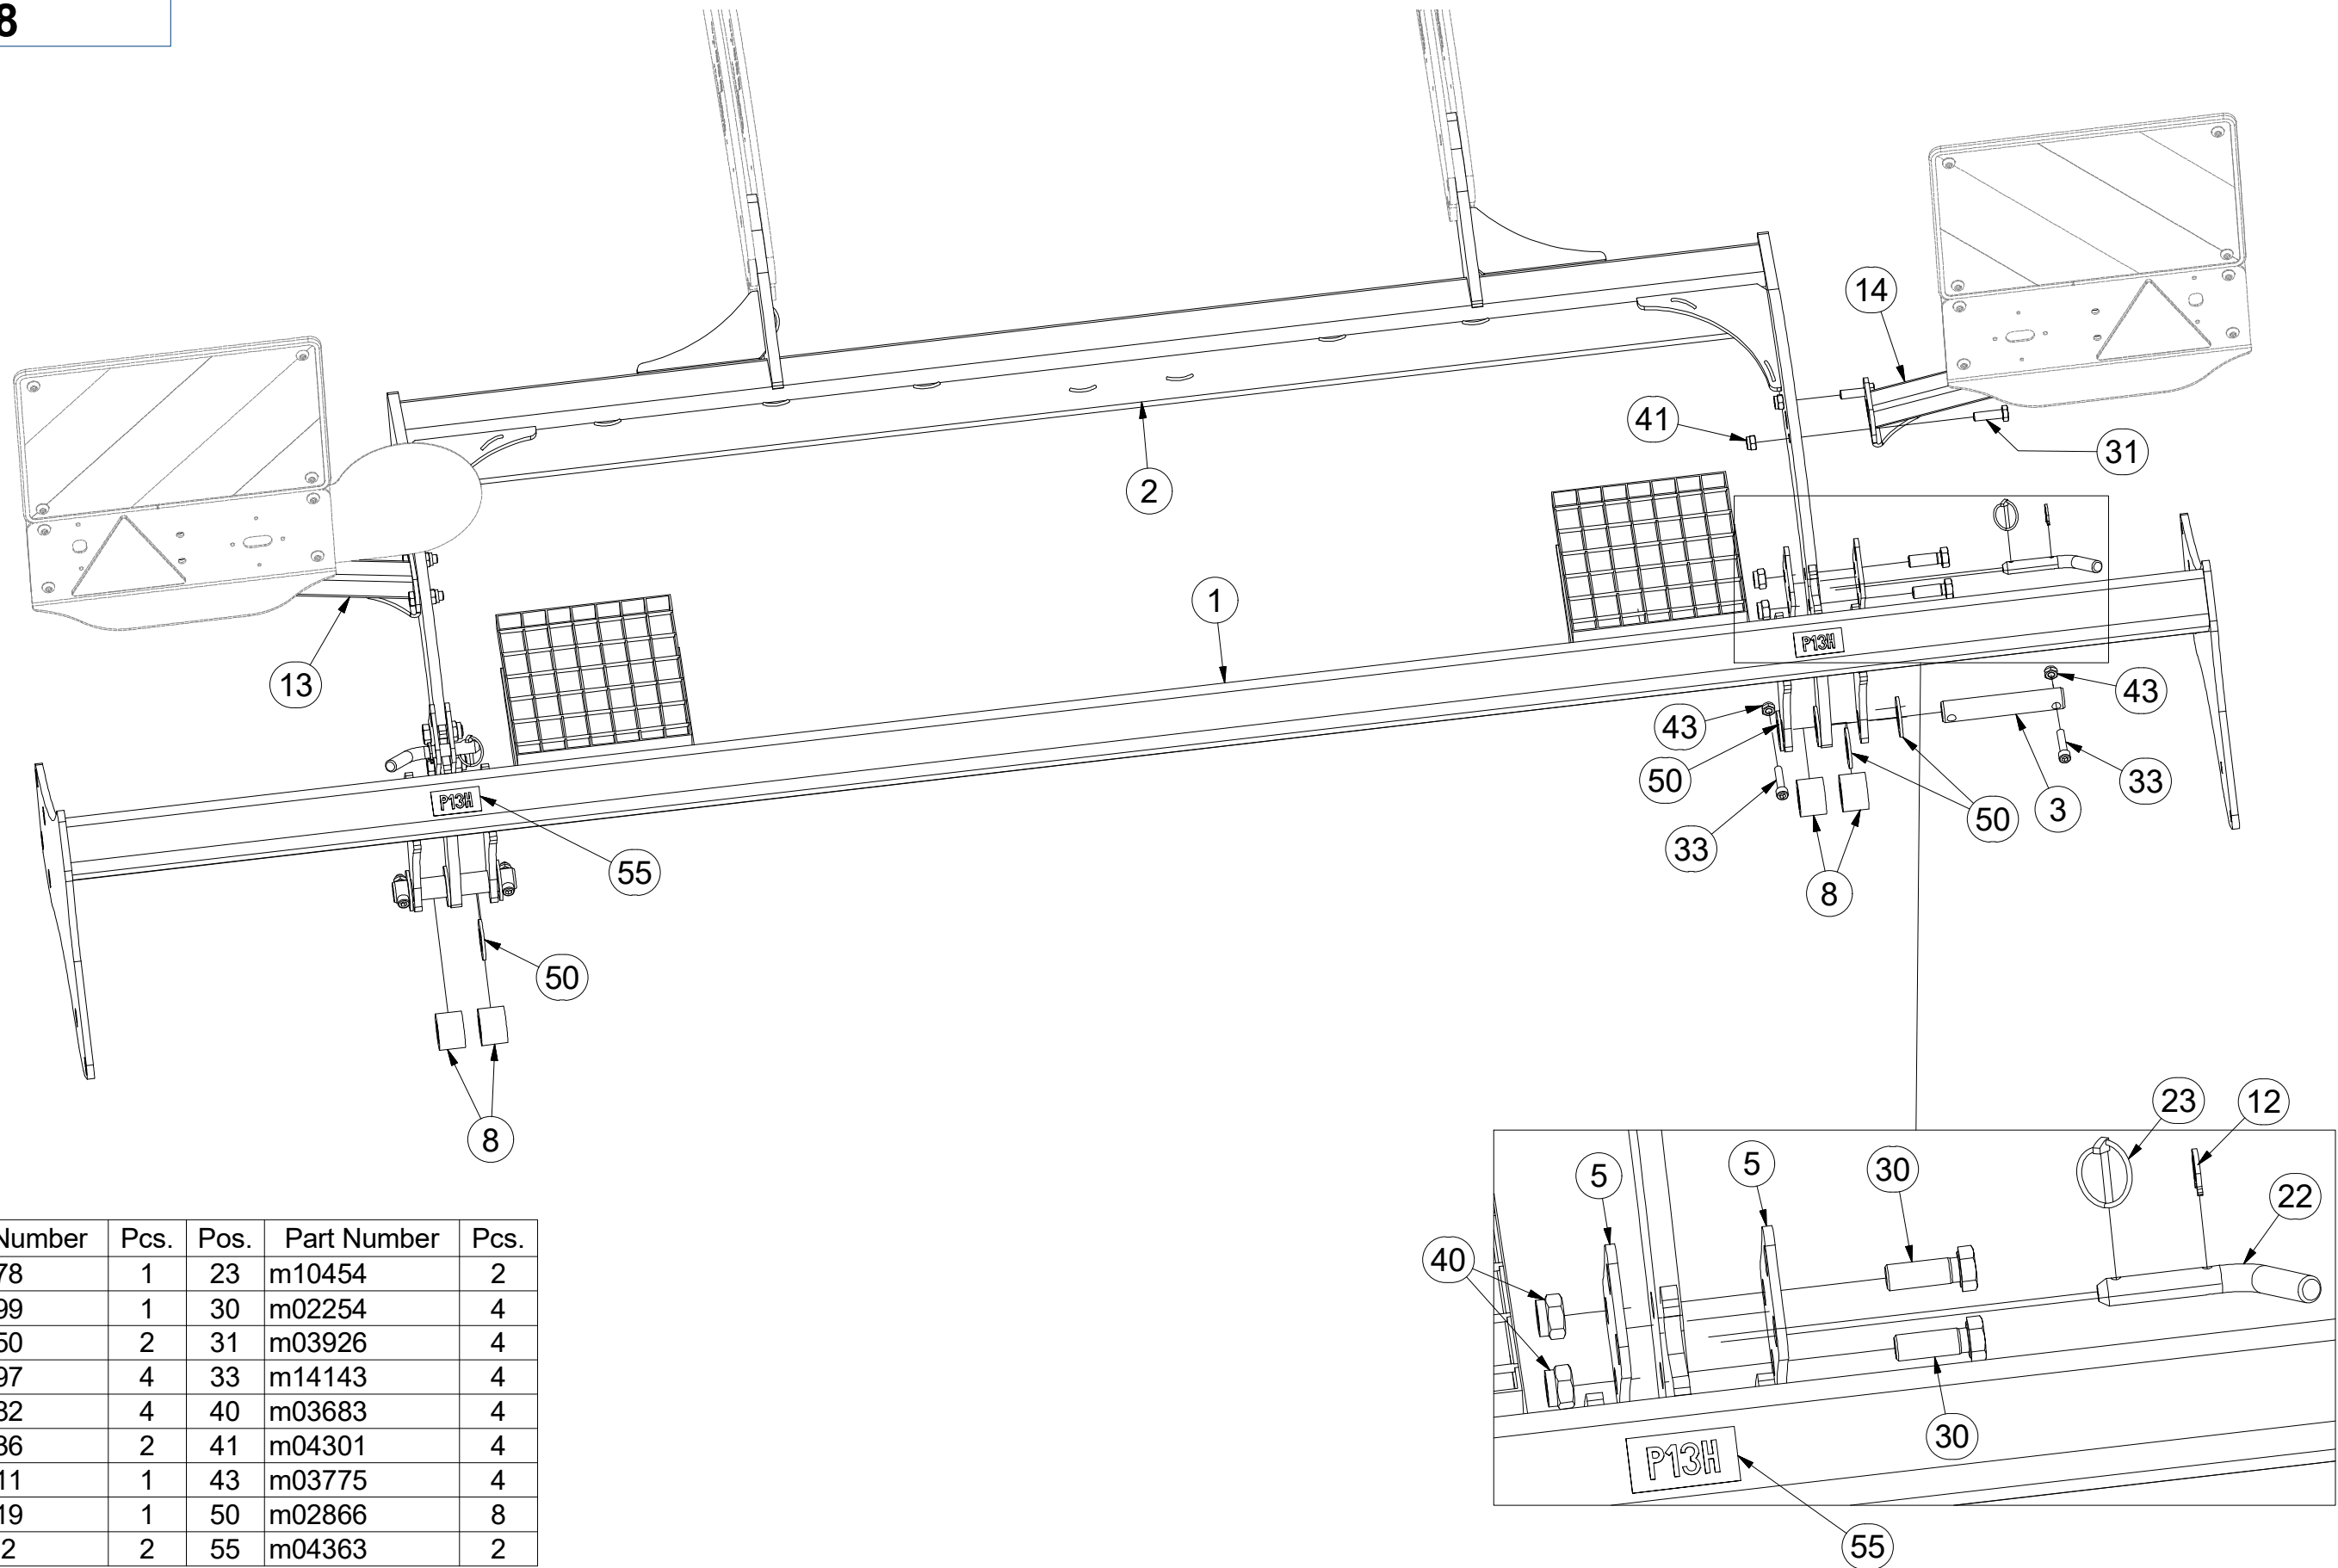 8
14
41
31
2
1
13
43
43
50
33
3
50
33
8
55
50
8
P13H
P13H
23
12
5
5
30
22
40
30
P13H
55
Pcs. Pos. Part Number Pcs.
78 1 23 m10454 2
99 1 30 m02254 4
50 2 31 m03926 4
97 4 33 m14143 4
32 4 40 m03683 4
36 2 41 m04301 4
11 1 43 m03775 4
19 1 50 m02866 8
2 2 55 m04363 2